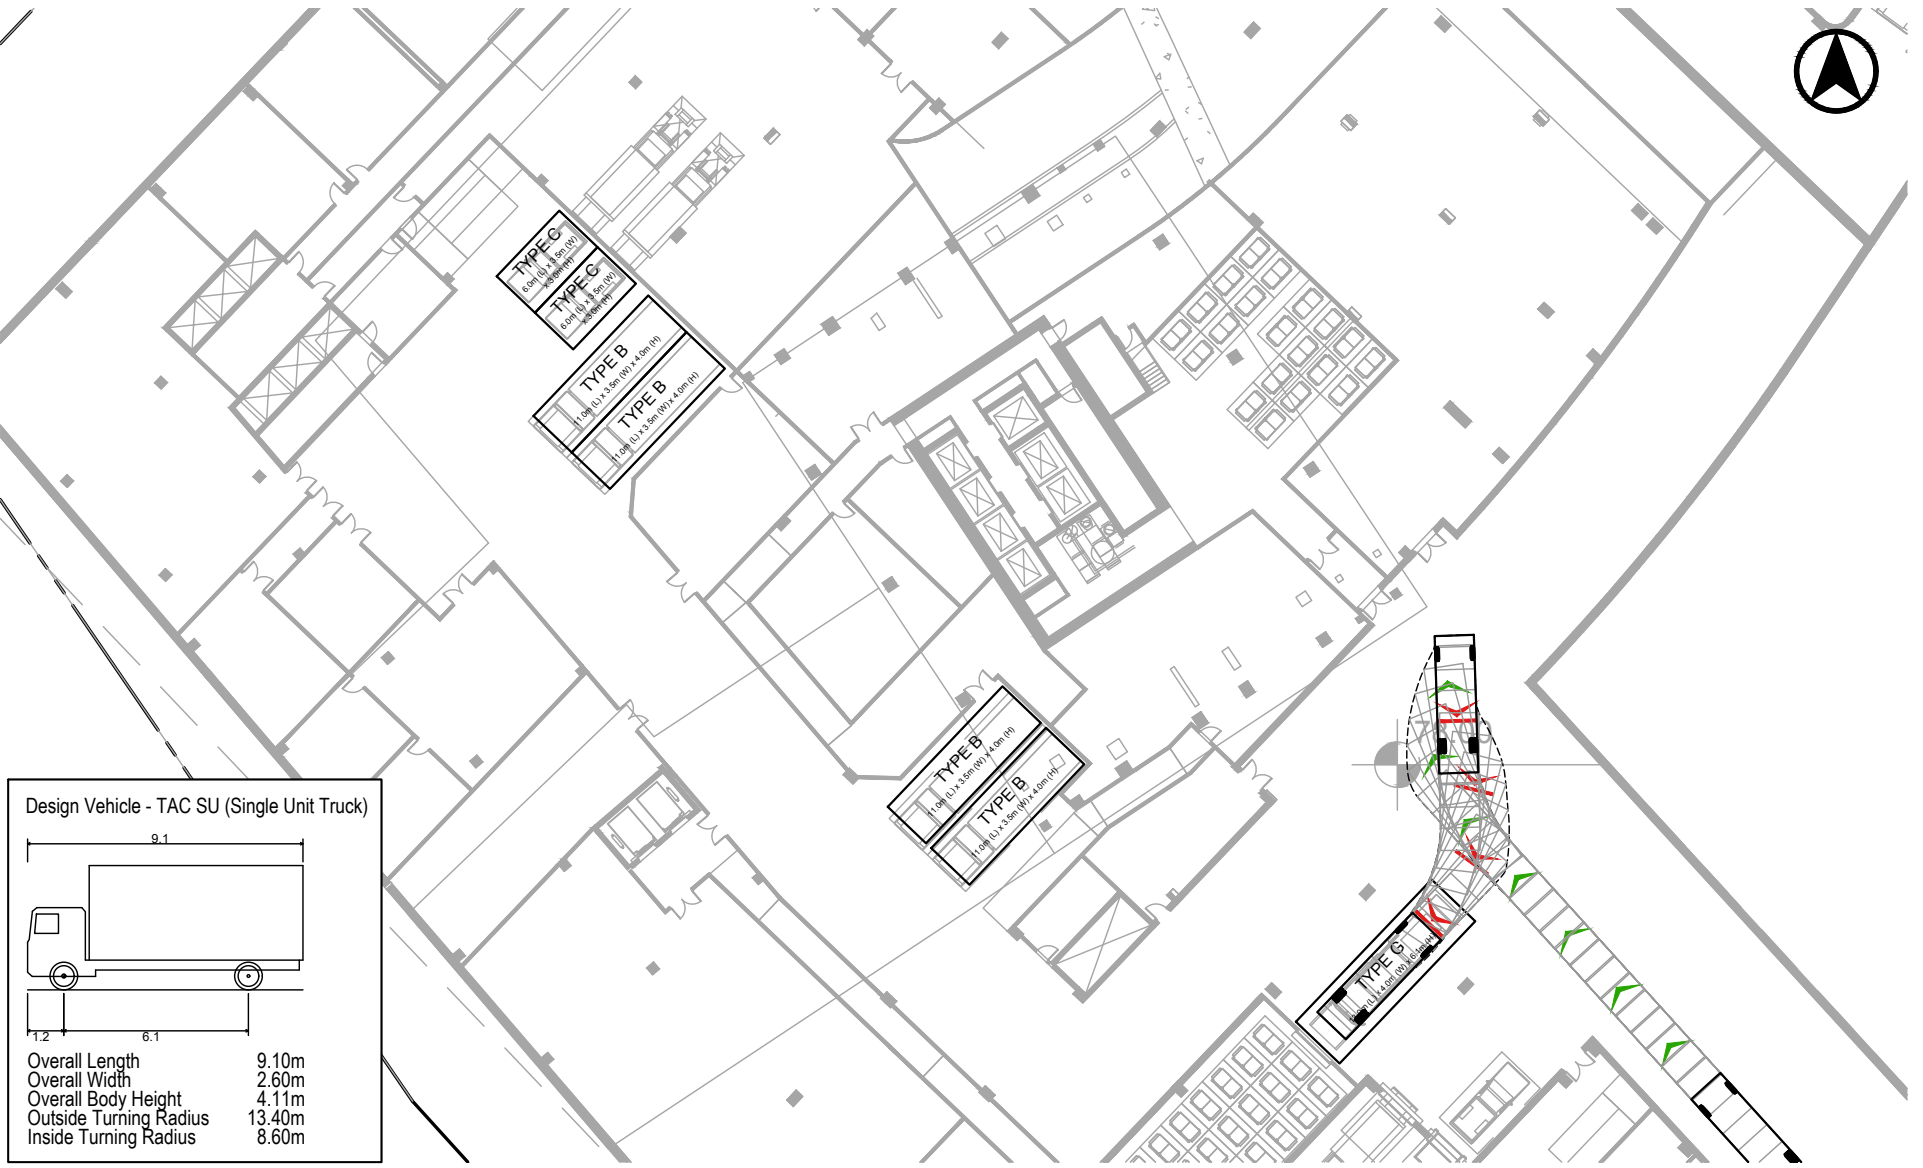 TYPE C
6.0m (L) x 3.5m (W)
x 3.0m (H)
TYPE C
6.0m (L) x 3.5m (W)
x 3.0m (H)
TYPE B
11.0m (L) x 3.5m (W) x 4.0m (H)
TYPE B
11.0m (L) x 3.5m (W) x 4.0m (H)
TYPE B
11.0m (L) x 3.5m (W) x 4.0m (H)
TYPE B
11.0m (L) x 3.5m (W) x 4.0m (H)
TYPE G
(L) x 4.0m (W) x
Design Vehicle - TAC SU (Single Unit Truck)
9.1
1.2 6.1
Overall Length 9.10m
Overall Width 2.60m
Overall Body Height 4.11m
Outside Turning Radius 13.40m
Inside Turning Radius 8.60m